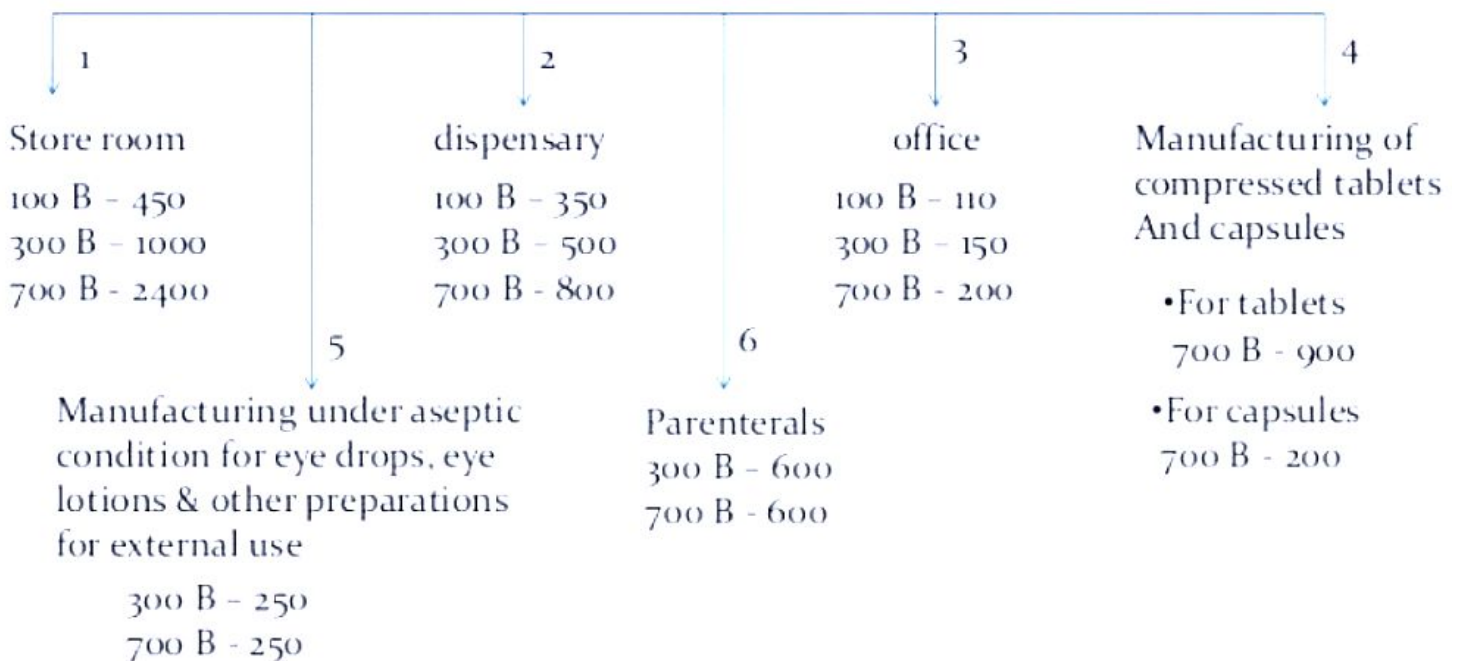 1
Store room
100 B – 450
300 B – 1000
700 B - 2400
2
dispensary
100 B – 350
300 B – 500
700 B - 800
3
office
100 B – 110
300 B – 150
700 B - 200
4
Manufacturing of
compressed tablets
And capsules
•For tablets
700 B - 900
•For capsules
700 B - 200
5
Manufacturing under aseptic
condition for eye drops, eye
lotions & other preparations
for external use
300 B – 250
700 B - 250
6
Parenterals
300 B – 600
700 B - 600